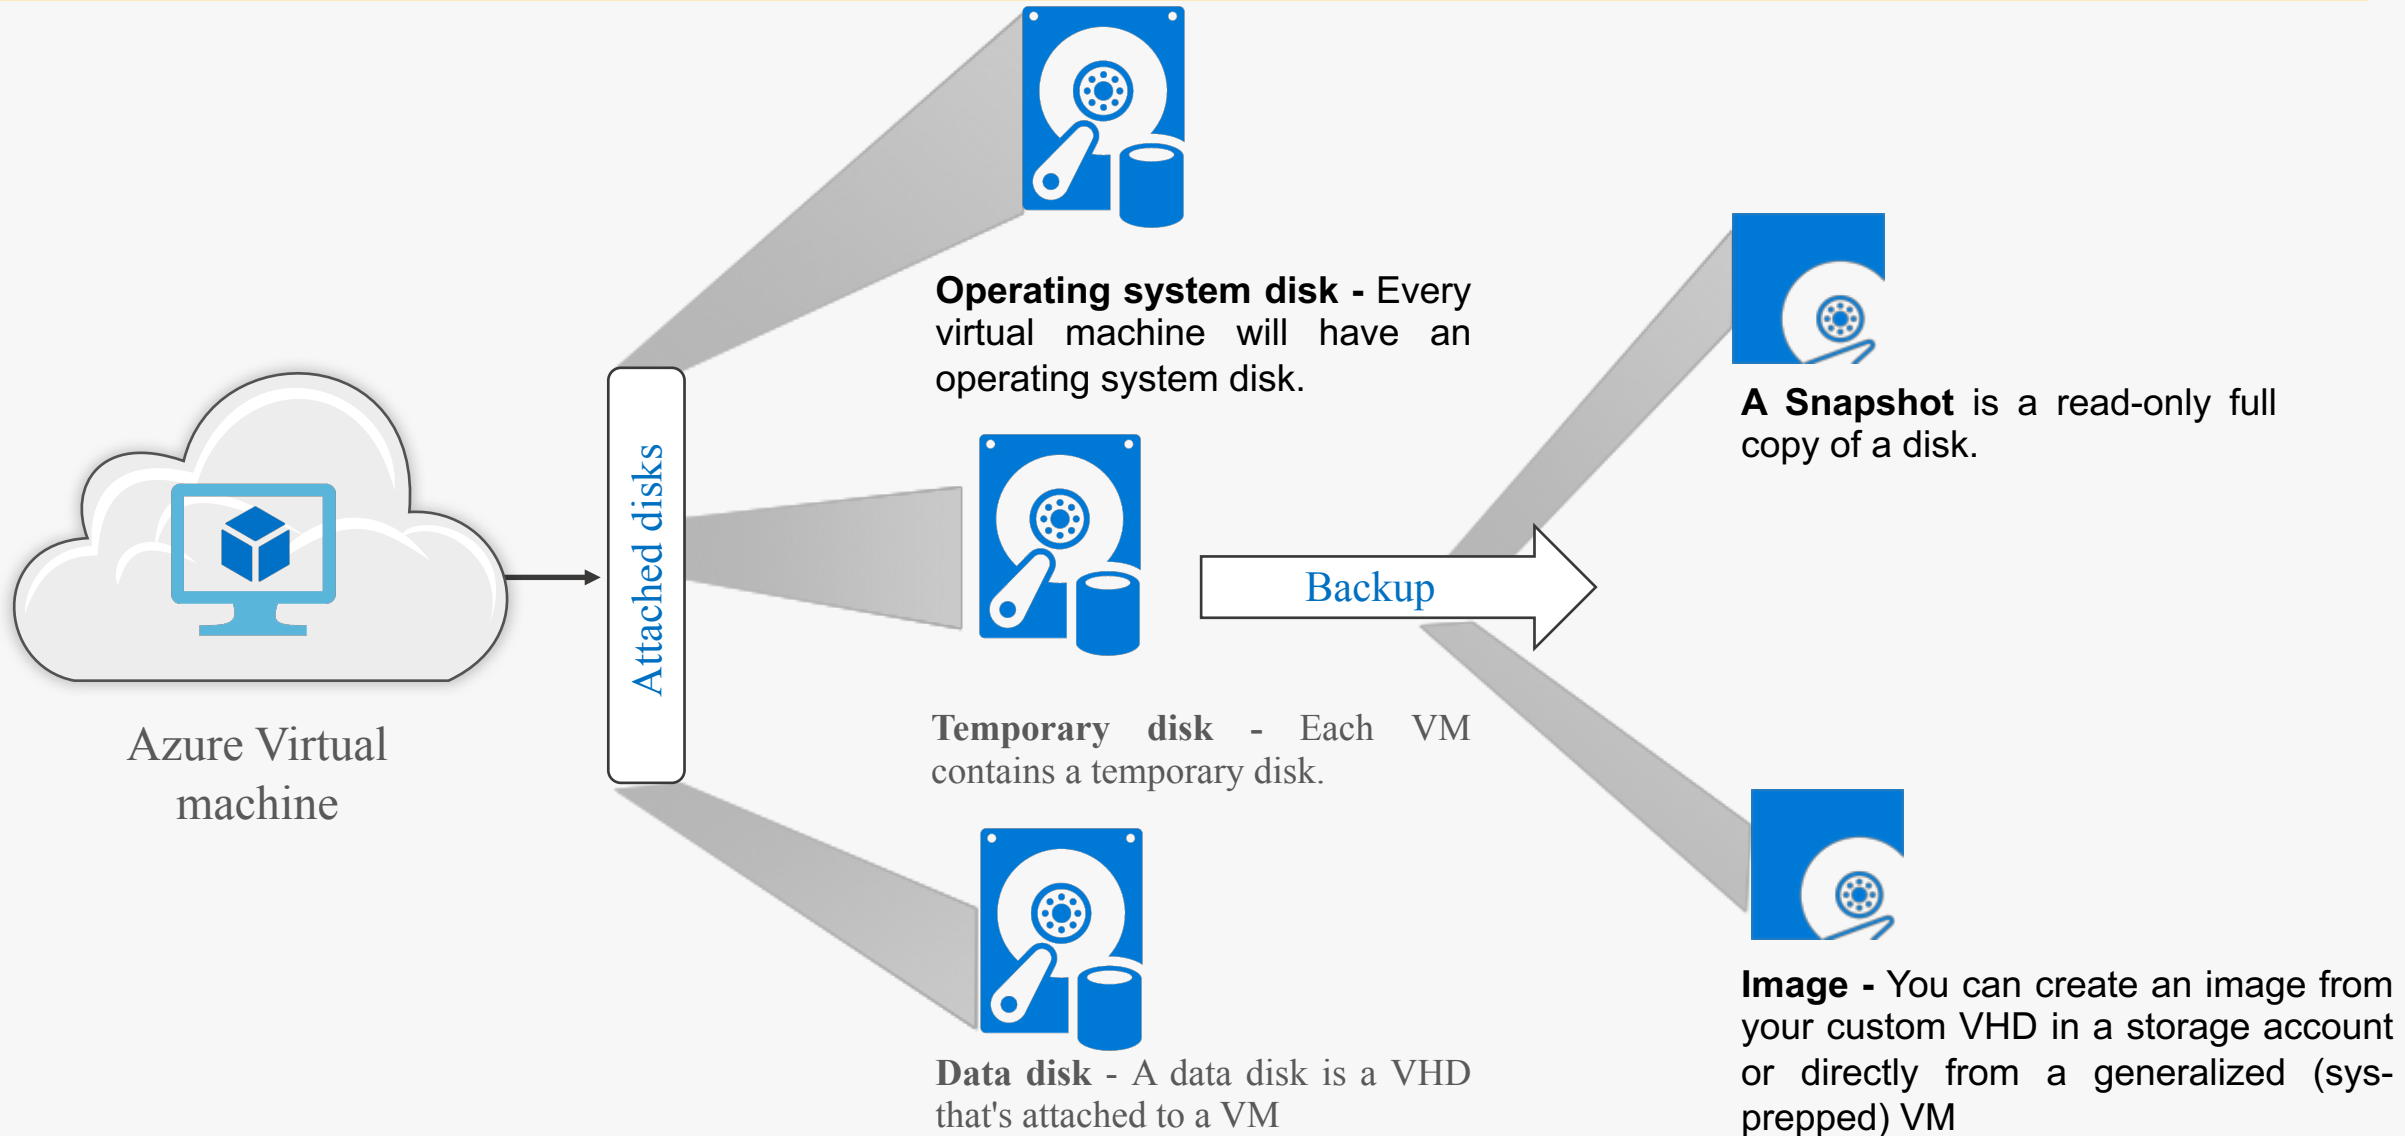 Azure Virtual
machine
Attached disks
Operating system disk - Every
virtual machine will have an
operating system disk.
Temporary disk - Each VM
contains a temporary disk.
Data disk - A data disk is a VHD
that's attached to a VM
Backup
A Snapshot is a read-only full
copy of a disk.
Image - You can create an image from
your custom VHD in a storage account
or directly from a generalized (sys-
prepped) VM